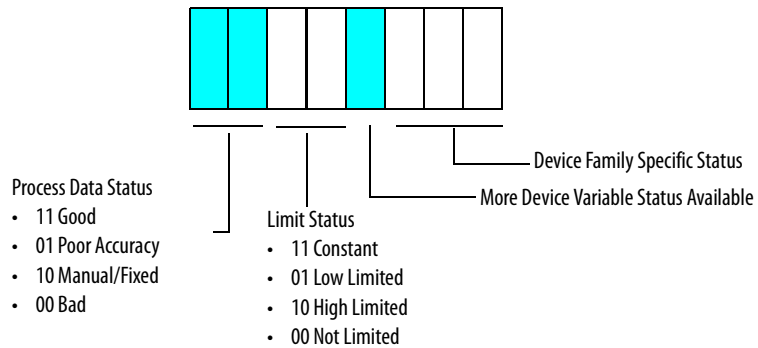 Device Family Specific Status
More Device Variable Status Available
Process Data Status
• 11 Good
• 01 Poor Accuracy
• 10 Manual/Fixed
• 00 Bad
Limit Status
• 11 Constant
• 01 Low Limited
• 10 High Limited
• 00 Not Limited